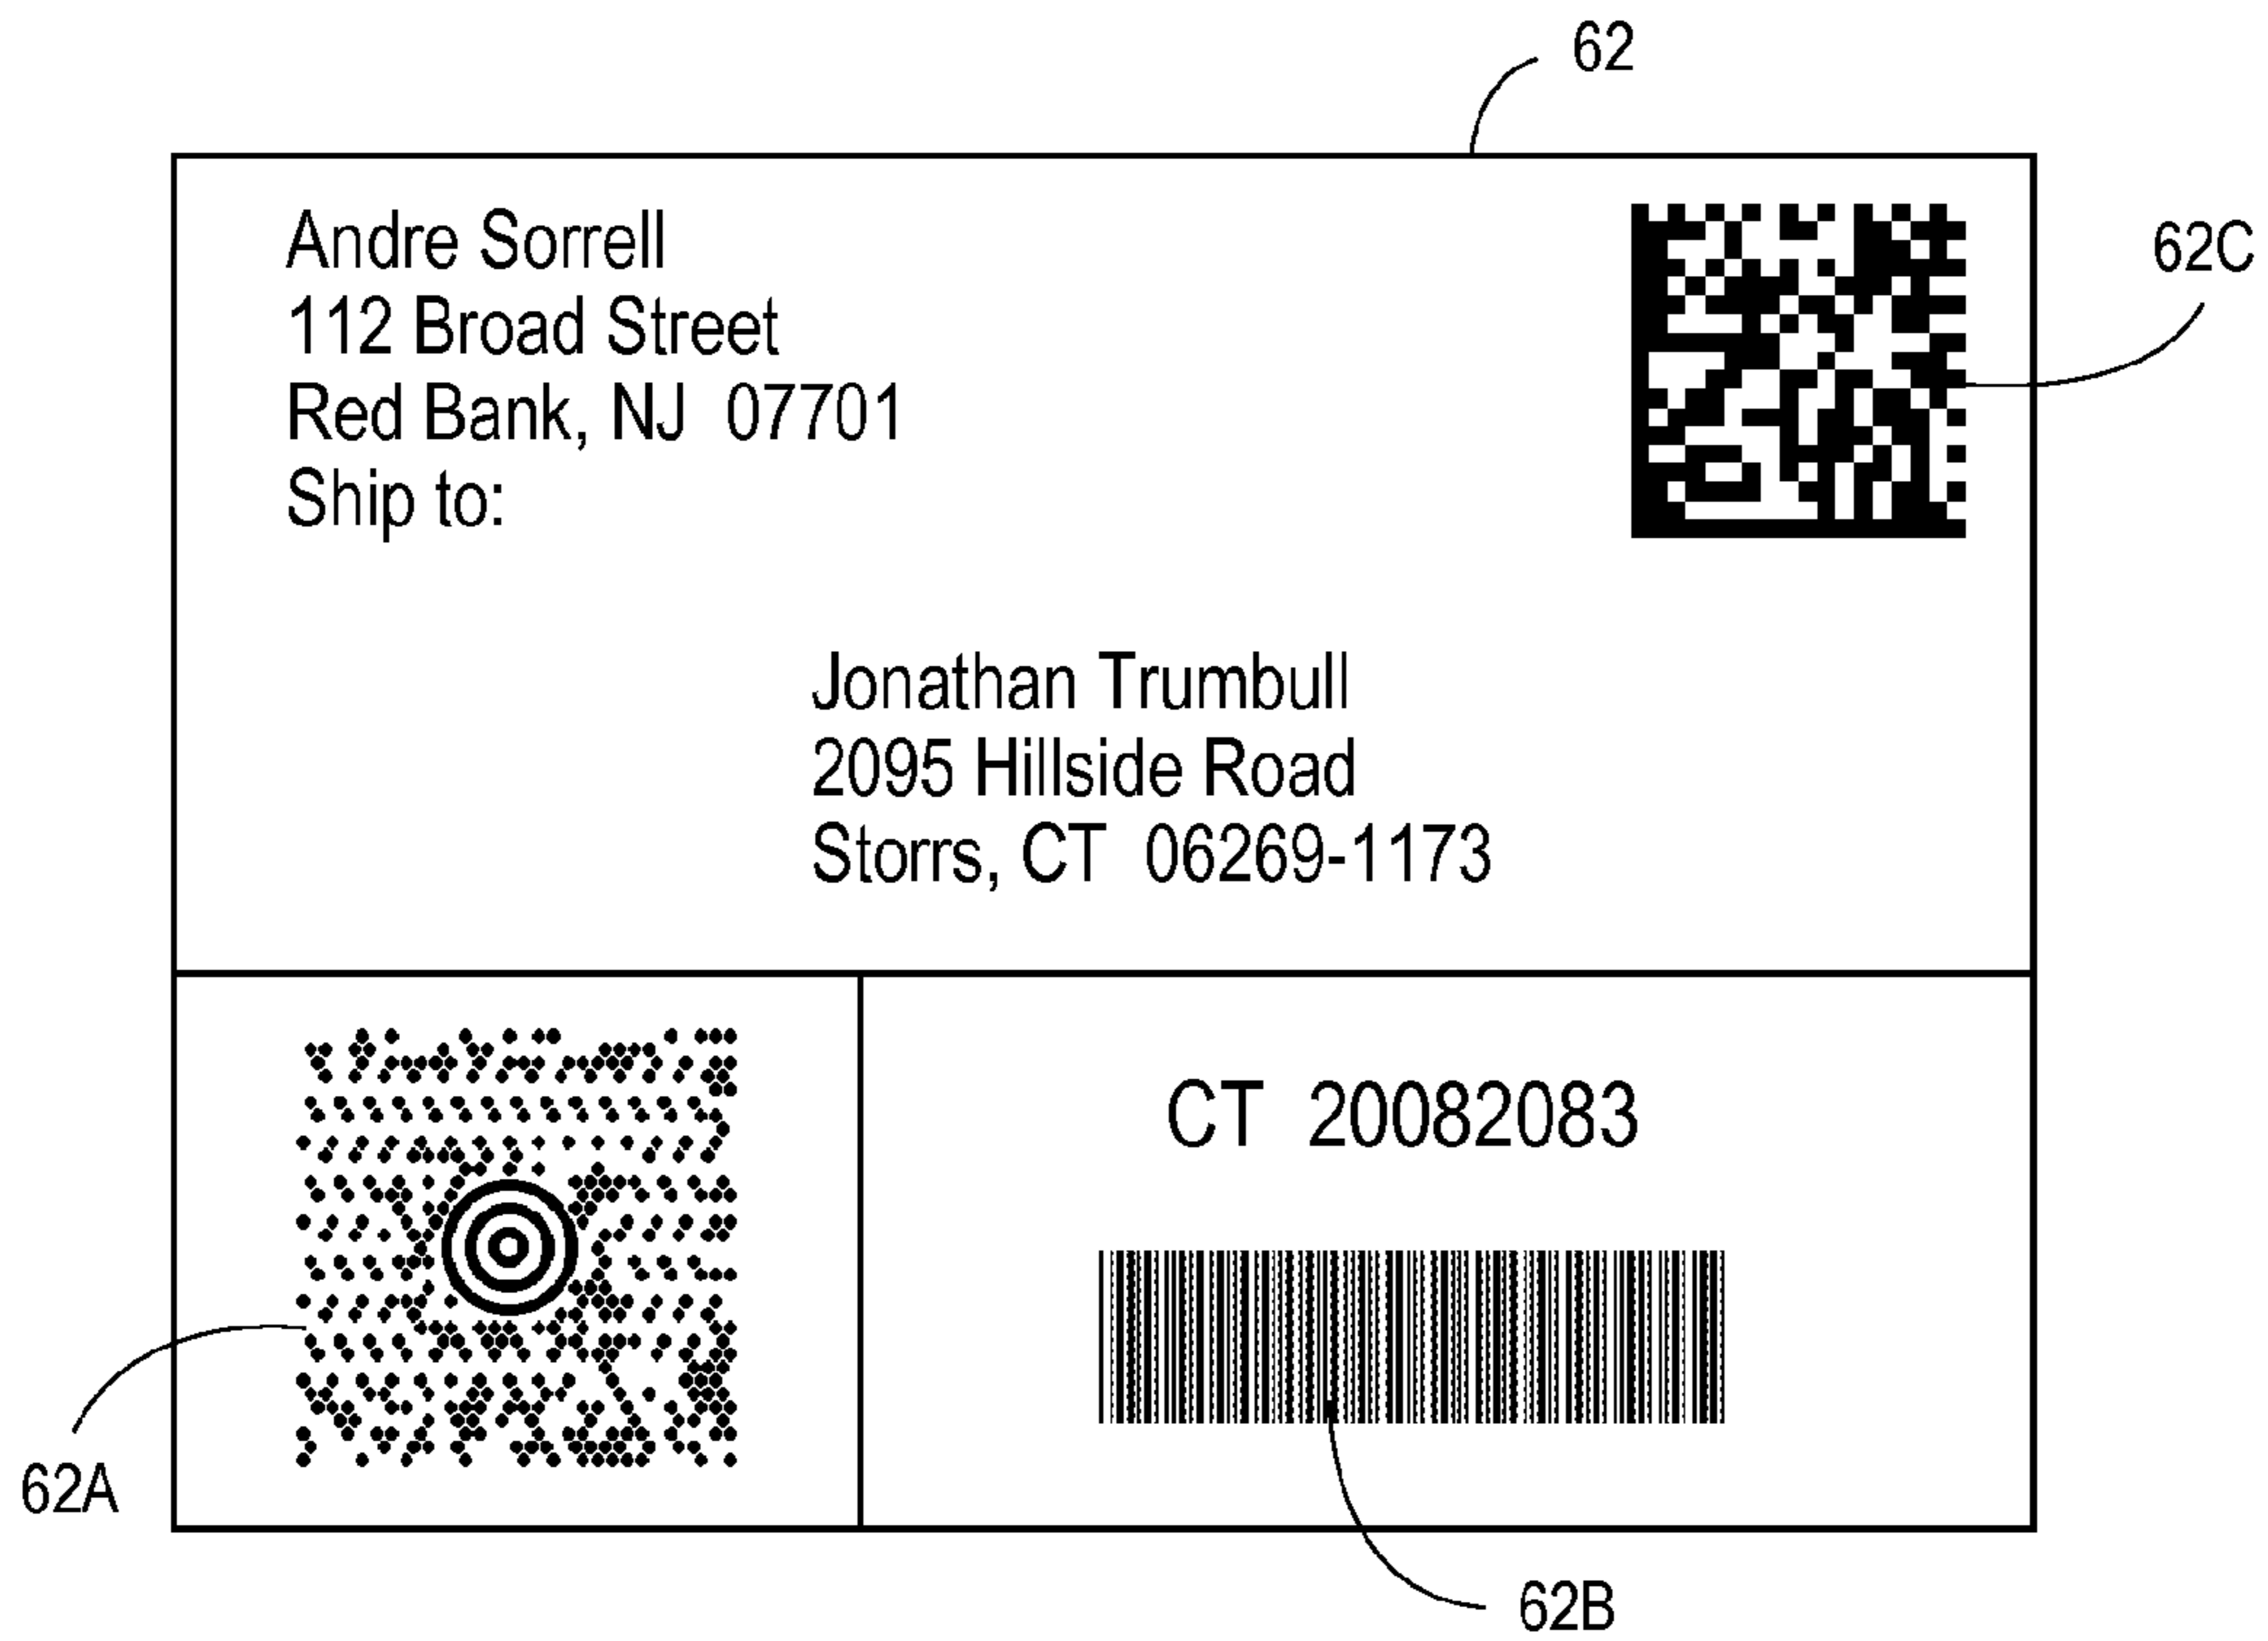 62
Andre Sorrell
112 Broad Street
Red Bank, NJ 07701
Ship to:
62C
Jonathan Trumbull
2095 Hillside Road
Storrs, CT 06269-1173
CT 20082083
62A
62B